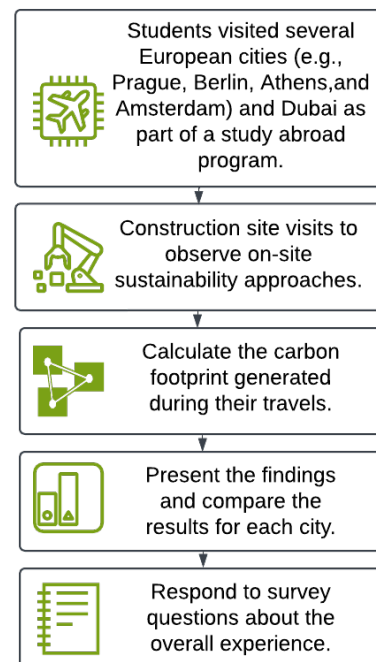 Students visited several
European cities (e.g.,
Prague, Berlin, Athens,and
Amsterdam) and Dubai as
part of a study abroad
program.
Construction site visits to
observe on-site
sustainability approaches.
Calculate the carbon
footprint generated
during their travels.
Present the findings
and compare the
results for each city.
Respond to survey
questions about the
overall experience.